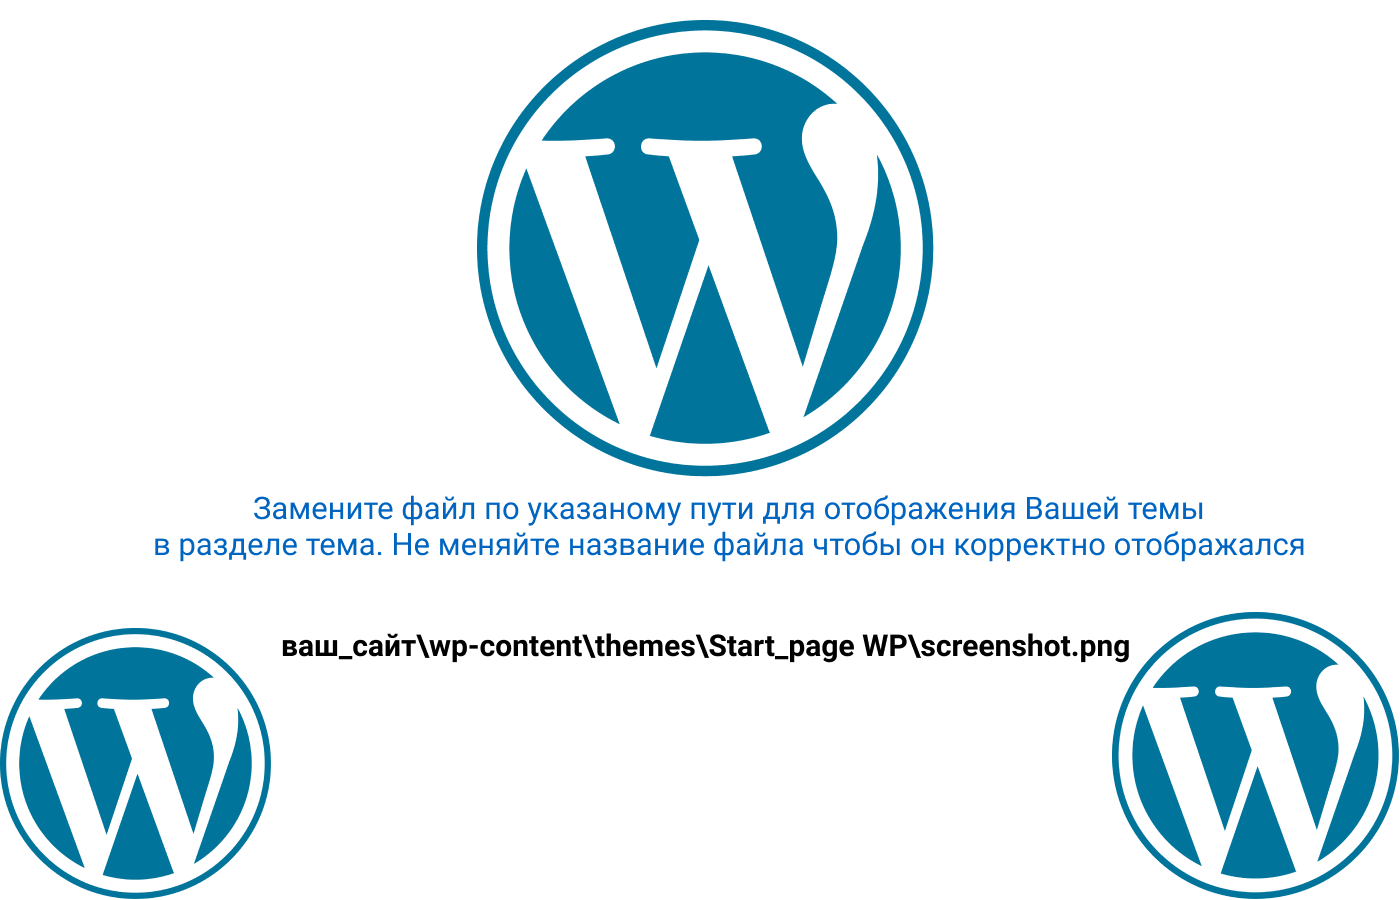 Замените файл по указаному пути для отображения Вашей темы
в разделе тема. Не меняйте название файла чтобы он корректно отображался
ваш_сайт\wp-content\themes\Start_page WP\screenshot.png